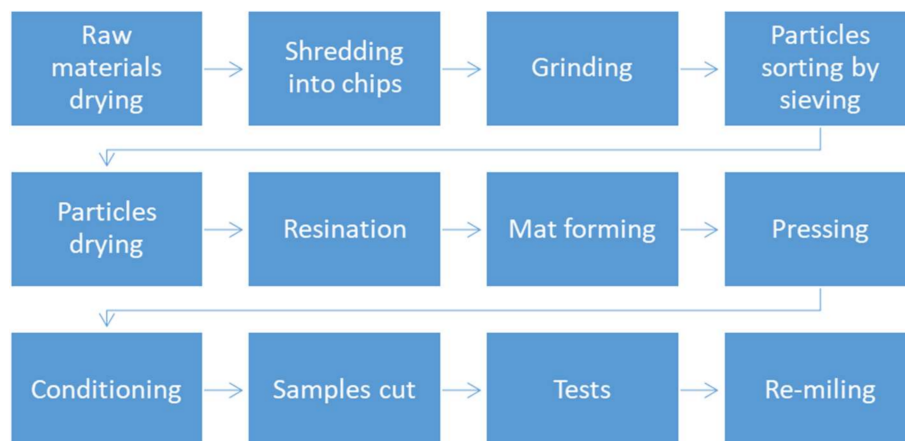 Raw
materials
drying
Shredding
into chips
Grinding
Particles
sorting by
sieving
Particles
drying
Resination
Mat forming
Pressing
Conditioning
Samples cut
Tests
Re-miling